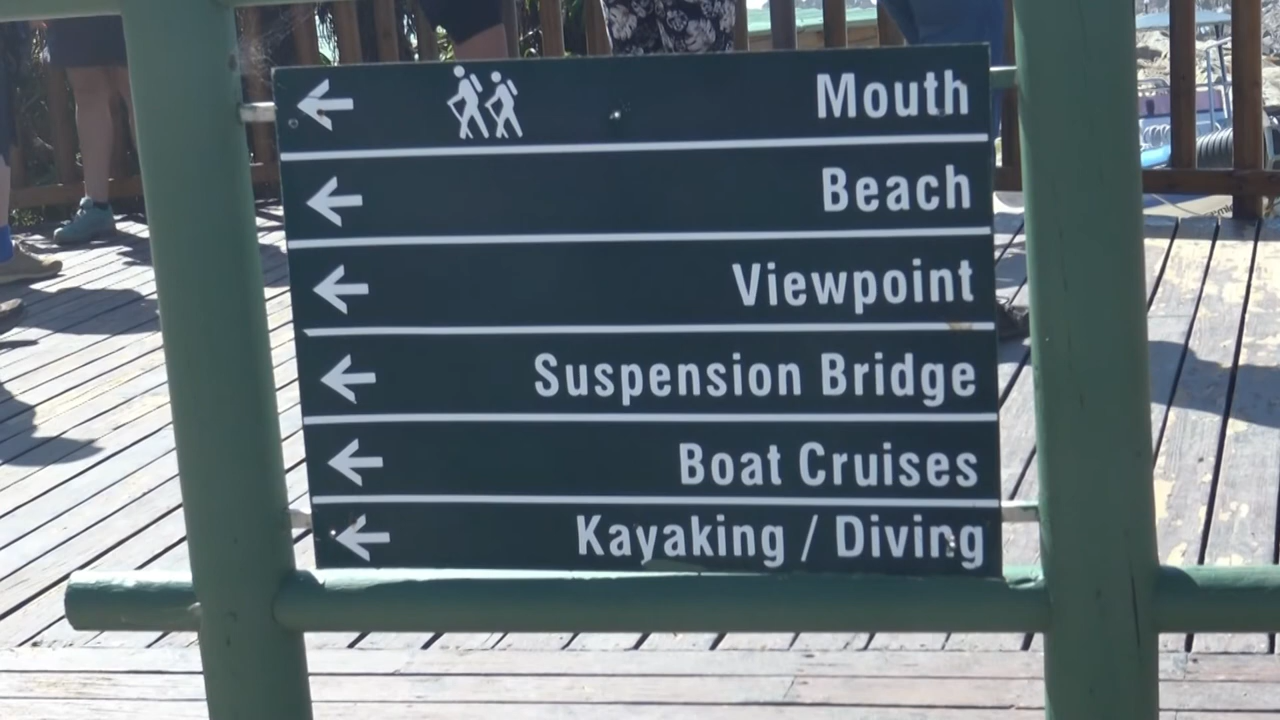 Mouth
Beach
Viewpoint
Suspension Bridge
Boat Cruises
Kayaking / Diving